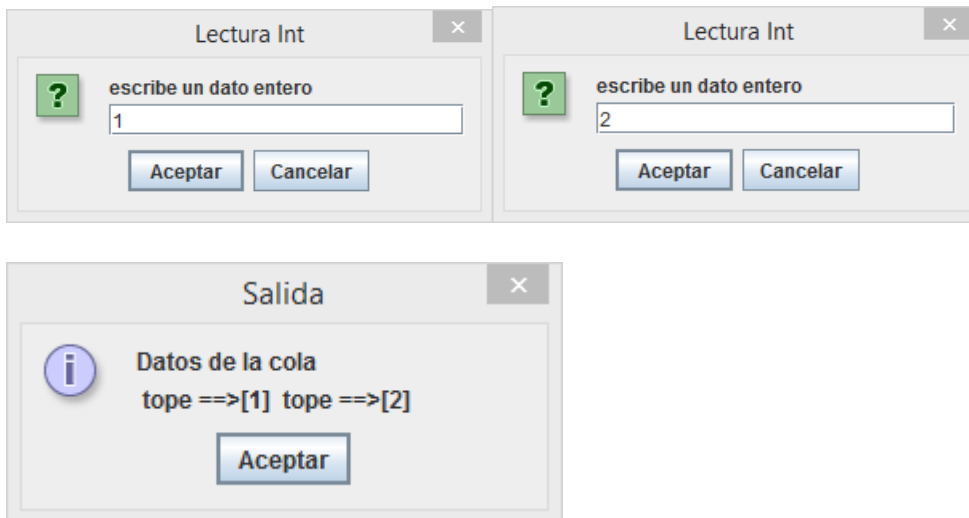 Lectura Int
escribe un dato entero
1
Aceptar Cancelar
Lectura Int
escribe un dato entero
2
Aceptar Cancelar
Salida
Datos de la cola
tope ==>[1] tope ==>[2]
Aceptar